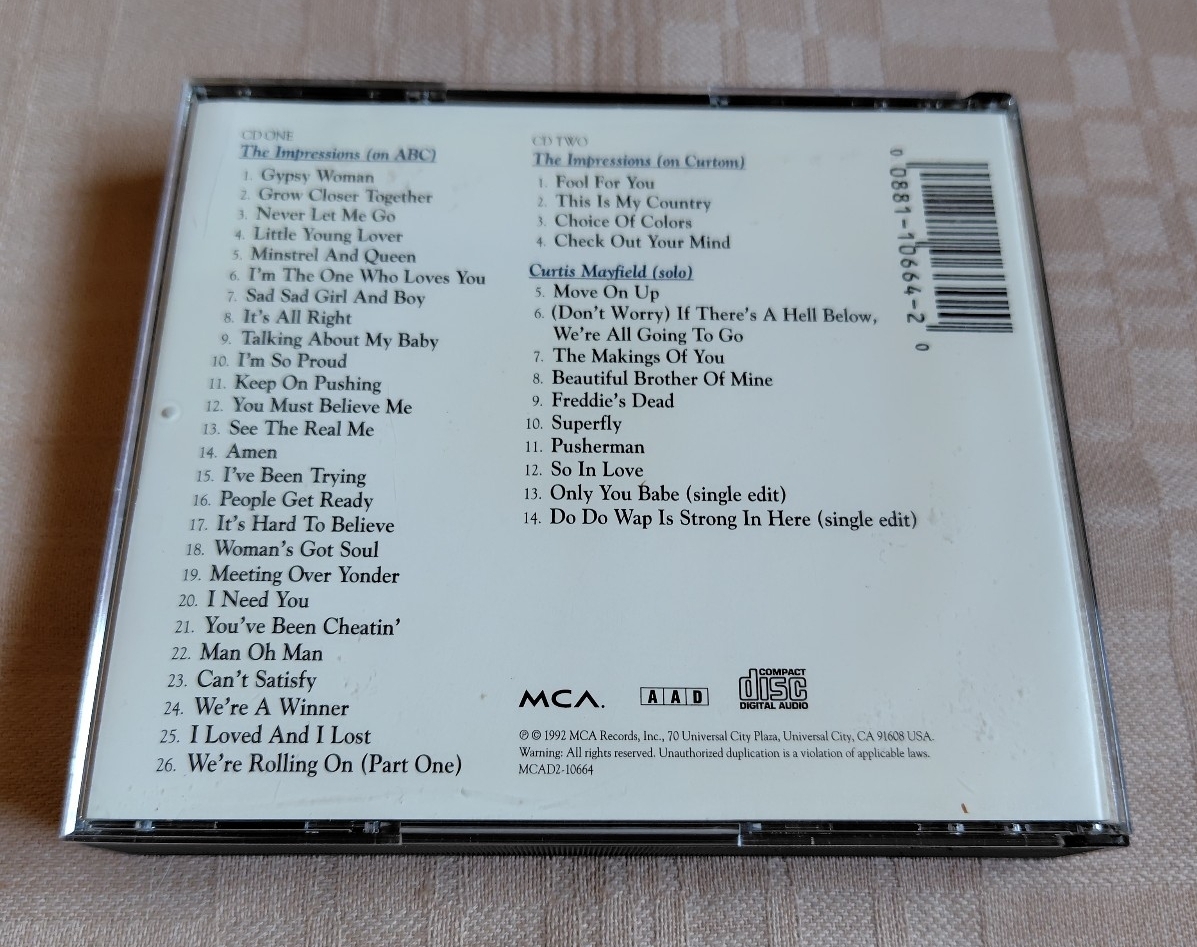 CD ONE
The Impressions (on ABC)
1. Gypsy Woman
2. Grow Closer Together
3. Never Let Me Go
4. Little Young Lover
5. Minstrel And Queen
6. I'm The One Who Loves You
7. Sad Sad Girl And Boy
8. It's All Right
9. Talking About My Baby
10. I'm So Proud
11. Keep On Pushing
12. You Must Believe Me
13. See The Real Me
14. Amen
15. I've Been Trying
16. People Get Ready
17. It's Hard To Believe
18. Woman's Got Soul
19. Meeting Over Yonder
20. I Need You
21. You've Been Cheatin'
22. Man Oh Man
23. Can't Satisfy
24. We're A Winner
25. I Loved And I Lost
26. We're Rolling On (Part One)
CD TWO
The Impressions (on Curtom)
1. Fool For You
2. This Is My Country
3. Choice Of Colors
4. Check Out Your Mind
Curtis Mayfield (solo)
5. Move On Up
6. (Don't Worry) If There's A Hell Below,
We're All Going To Go
7. The Makings Of You
8. Beautiful Brother Of Mine
9. Freddie's Dead
10. Superfly
11. Pusherman
12. So In Love
13. Only You Babe (single edit)
14. Do Do Wap Is Strong In Here (single edit)
0 0881-10664-2 0
MCA.
AAD
COMPACT
disc
DIGITAL AUDIO
℗ © 1992 MCA Records, Inc., 70 Universal City Plaza, Universal City, CA 91608 USA.
Warning: All rights reserved. Unauthorized duplication is a violation of applicable laws.
MCAD2-10664